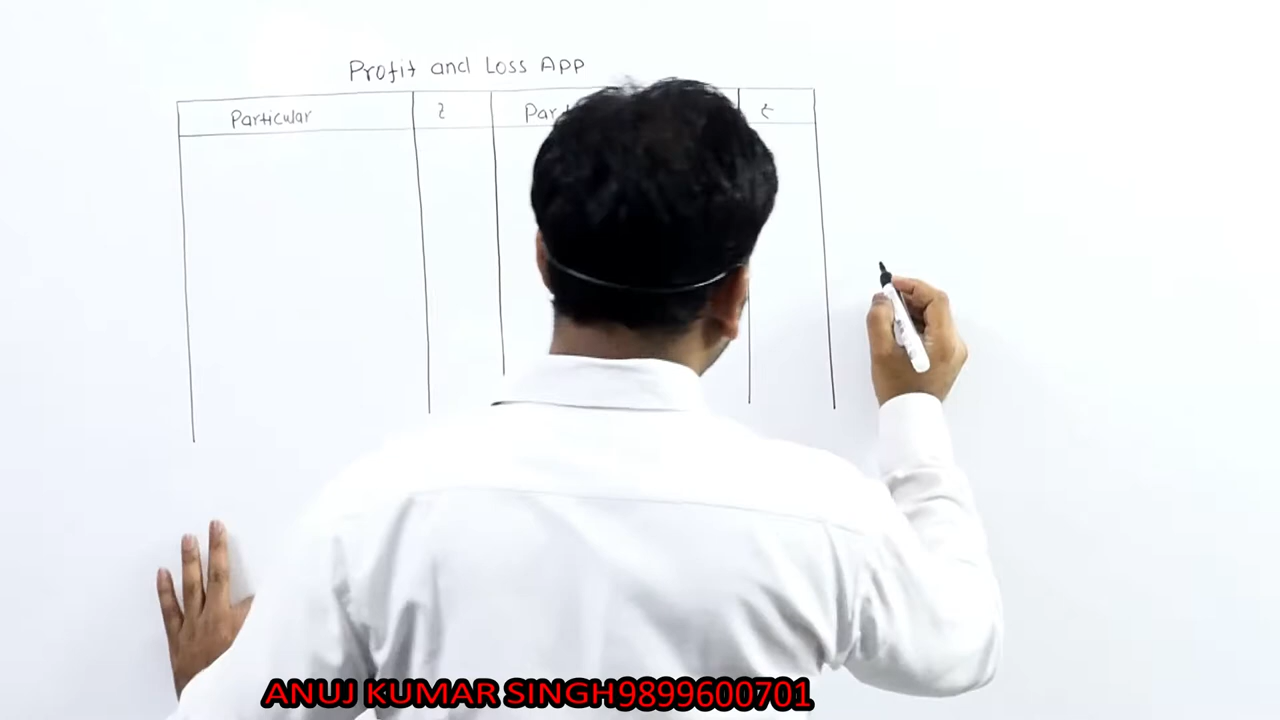 Profit and Loss App
Particular ₹ Par ₹
ANUJ KUMAR SINGH9899600701